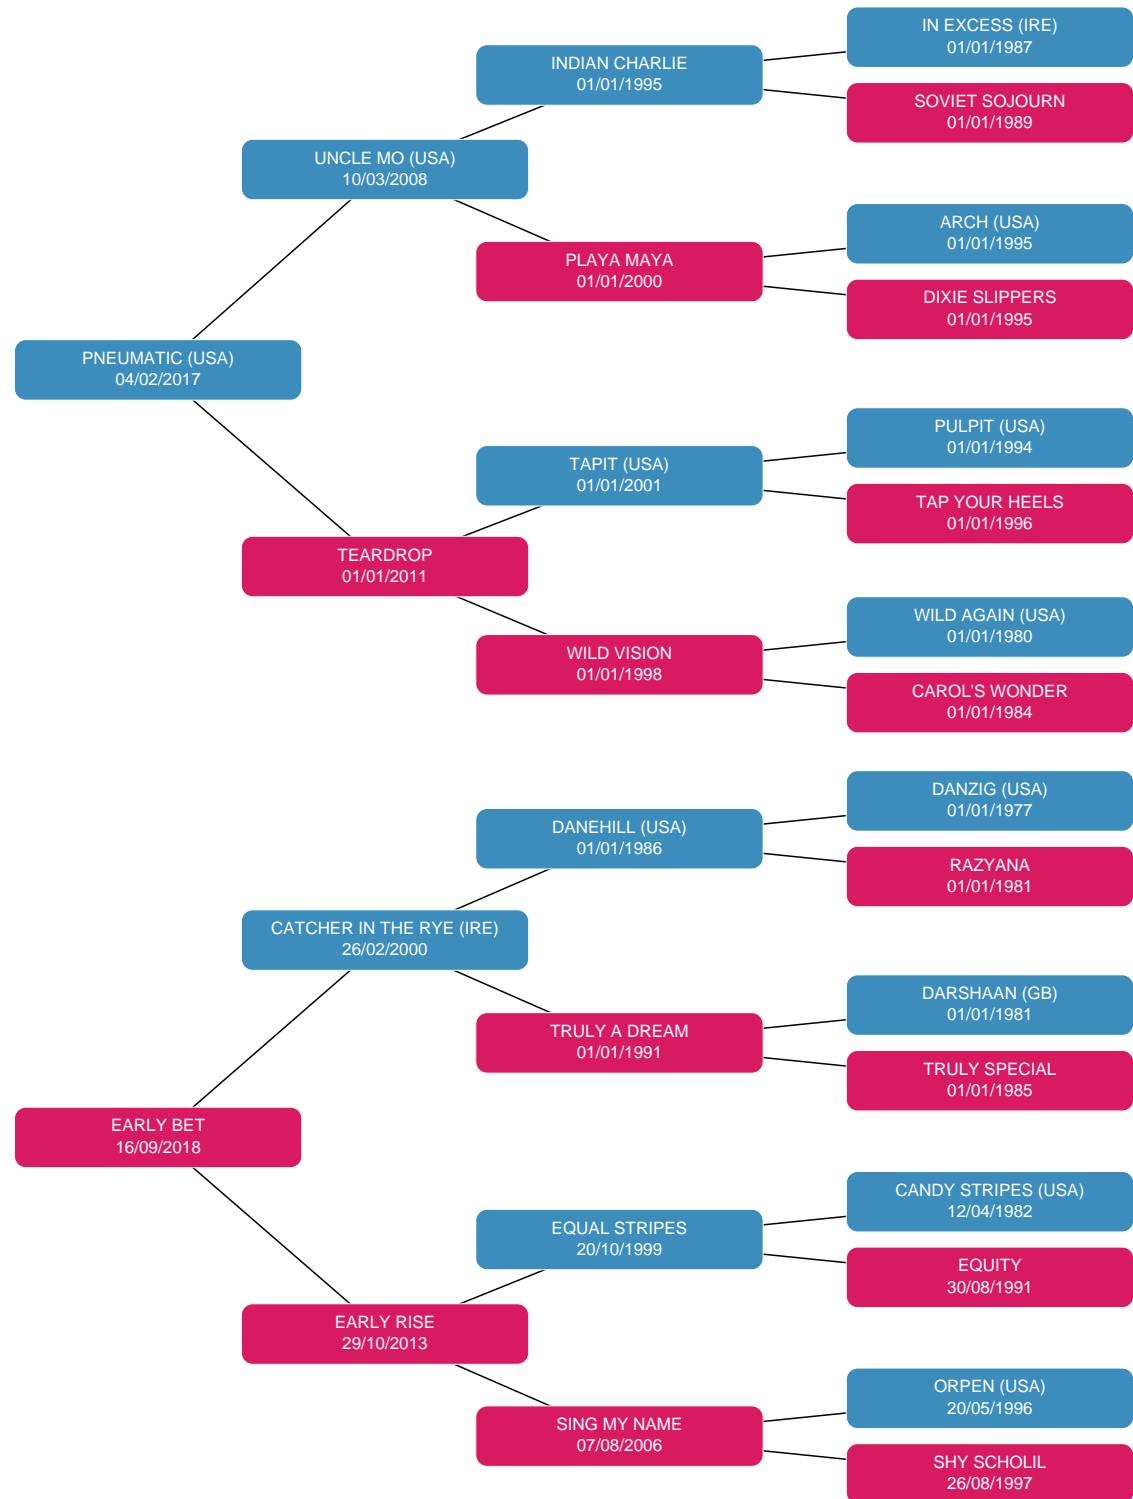 IN EXCESS (IRE)
01/01/1987
INDIAN CHARLIE
01/01/1995
SOVIET SOJOURN
01/01/1989
UNCLE MO (USA)
10/03/2008
ARCH (USA)
01/01/1995
PLAYA MAYA
01/01/2000
DIXIE SLIPPERS
01/01/1995
PNEUMATIC (USA)
04/02/2017
PULPIT (USA)
01/01/1994
TAPIT (USA)
01/01/2001
TAP YOUR HEELS
01/01/1996
TEARDROP
01/01/2011
WILD AGAIN (USA)
01/01/1980
WILD VISION
01/01/1998
CAROL'S WONDER
01/01/1984
DANZIG (USA)
01/01/1977
DANEHILL (USA)
01/01/1986
RAZYANA
01/01/1981
CATCHER IN THE RYE (IRE)
26/02/2000
DARSHAAN (GB)
01/01/1981
TRULY A DREAM
01/01/1991
TRULY SPECIAL
01/01/1985
EARLY BET
16/09/2018
CANDY STRIPES (USA)
12/04/1982
EQUAL STRIPES
20/10/1999
EQUITY
30/08/1991
EARLY RISE
29/10/2013
ORPEN (USA)
20/05/1996
SING MY NAME
07/08/2006
SHY SCHOLIL
26/08/1997